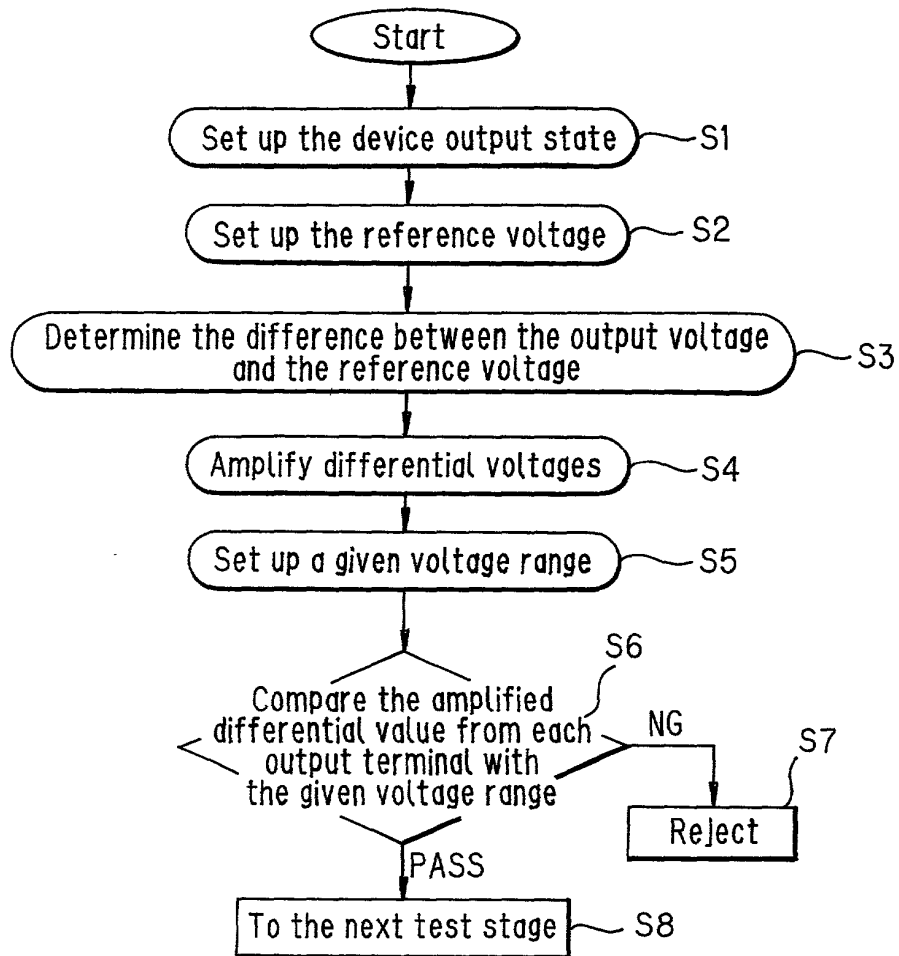 Start
Set up the device output state
S1
Set up the reference voltage
S2
Determine the difference between the output voltage
and the reference voltage
S3
Amplify differential voltages
S4
Set up a given voltage range
S5
S6
Compare the amplified
differential value from each
output terminal with
the given voltage range
NG
S7
Reject
PASS
To the next test stage
S8